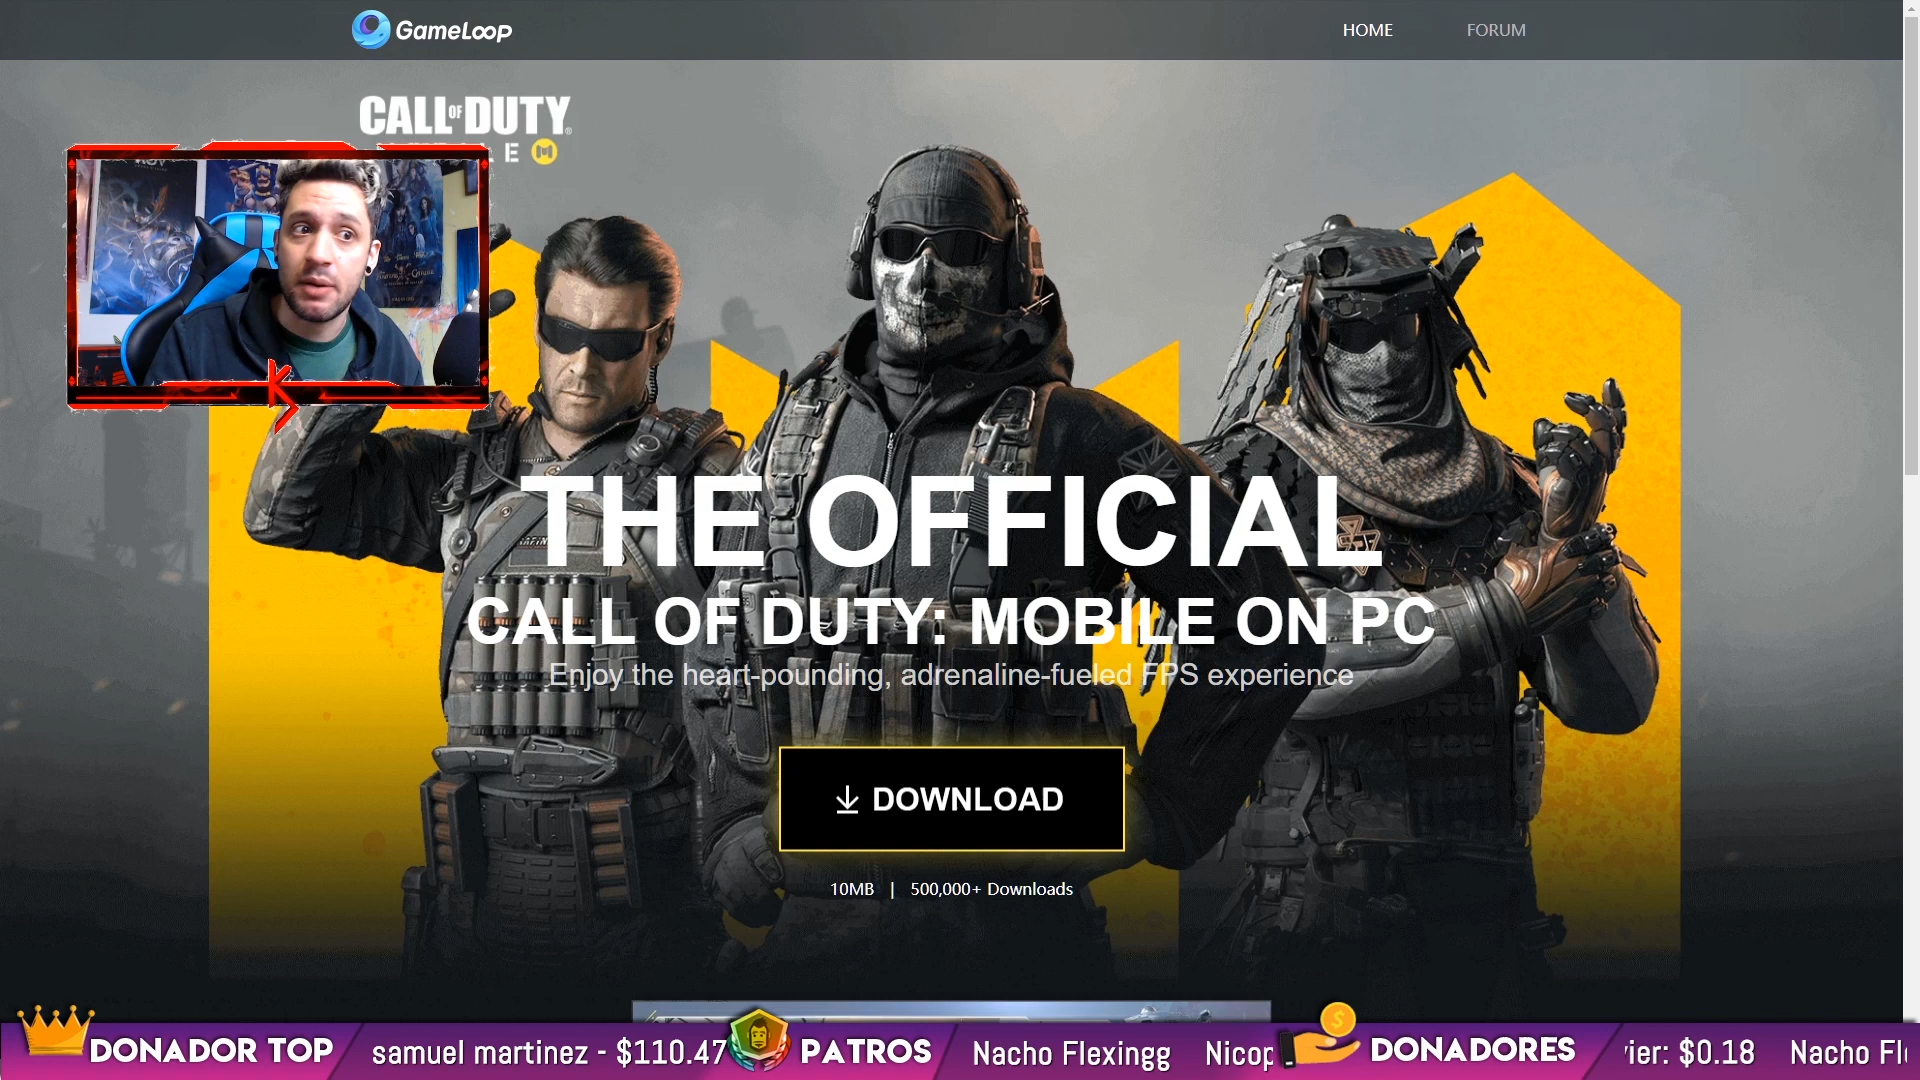 GameLoop
HOME
FORUM
CALL OF DUTY
THE OFFICIAL
CALL OF DUTY: MOBILE ON PC
Enjoy the heart-pounding, adrenaline-fueled FPS experience
DOWNLOAD
10MB | 500,000+ Downloads
DONADOR TOP
samuel martinez - $110.47
PATROS
Nacho Flexingg
DONADORES
$0.18
Nacho